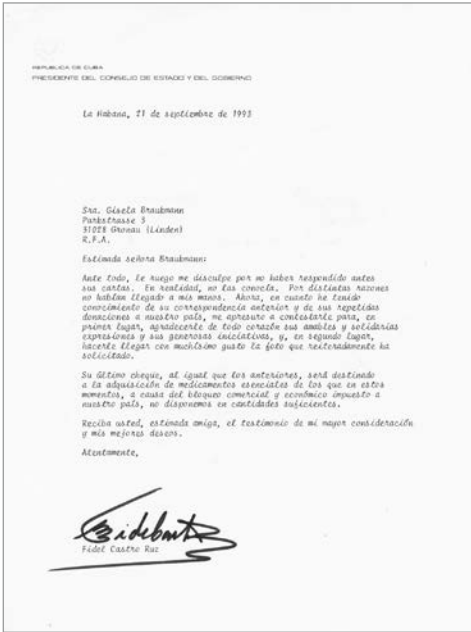 REPUBLICA DE CUBA
PRESIDENTE DEL CONSEJO DE ESTADO Y DEL GOBIERNO
La Habana, 21 de septiembre de 1993
Sra. Gisela Braukmann
Parkstrasse 3
31028 Gronau (Linden)
R.F.A.
Estimada señora Braukmann:
Ante todo, le ruego me disculpe por no haber respondido antes
sus cartas. En realidad, no las conocía. Por distintas razones
no habían llegado a mis manos. Ahora, en cuanto he tenido
conocimiento de su correspondencia anterior y de sus repetidas
donaciones a nuestro país, me apresuro a contestarle para, en
primer lugar, agradecerle de todo corazón sus amables y solidarias
expresiones y sus generosas iniciativas, y, en segundo lugar,
hacerle llegar con muchísimo gusto la foto que reiteradamente ha
solicitado.
Su último cheque, al igual que los anteriores, será destinado
a la adquisición de medicamentos esenciales de los que en estos
momentos, a causa del bloqueo comercial y económico impuesto a
nuestro país, no disponemos en cantidades suficientes.
Reciba usted, estimada amiga, el testimonio de mi mayor consideración
y mis mejores deseos.
Atentamente,
Fidel Castro Ruz